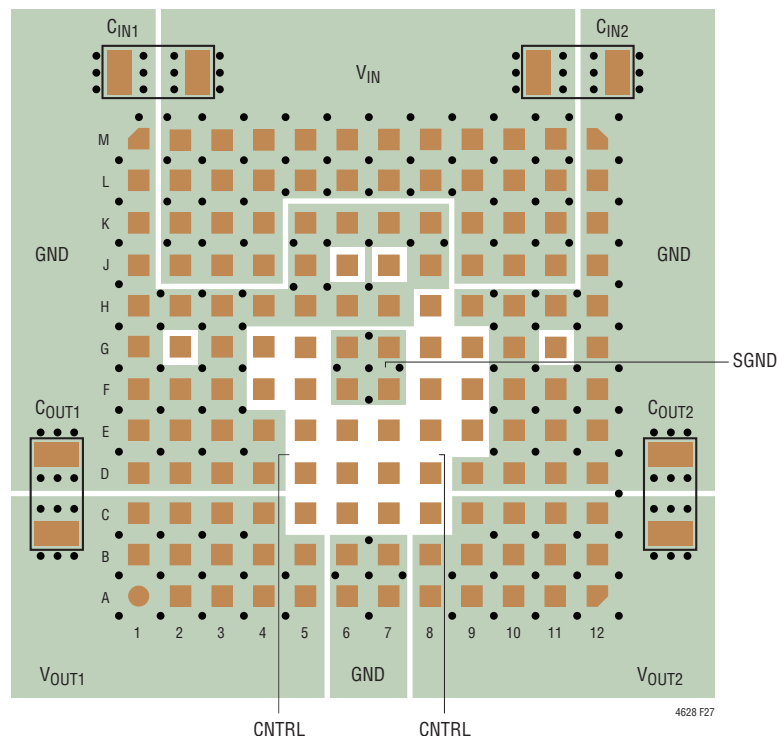 CIN1
CIN2
VIN
M
L
K
GND
J
GND
H
G
SGND
F
COUT1
COUT2
E
D
C
B
A
1 2 3 4 5 6 7 8 9 10 11 12
VOUT1
GND
VOUT2
4628 F27
CNTRL
CNTRL